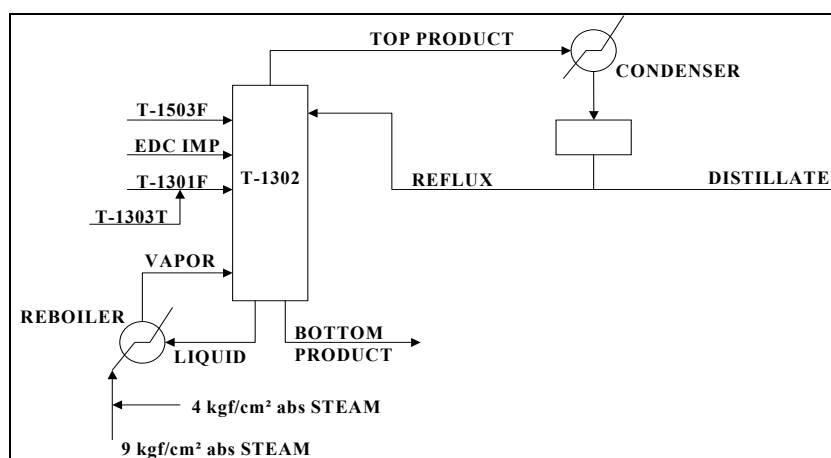 TOP PRODUCT
CONDENSER
T-1503F
EDC IMP
T-1301F
T-1302
REFLUX
DISTILLATE
T-1303T
VAPOR
REBOILER
LIQUID
BOTTOM
PRODUCT
4 kgf/cm² abs STEAM
9 kgf/cm² abs STEAM